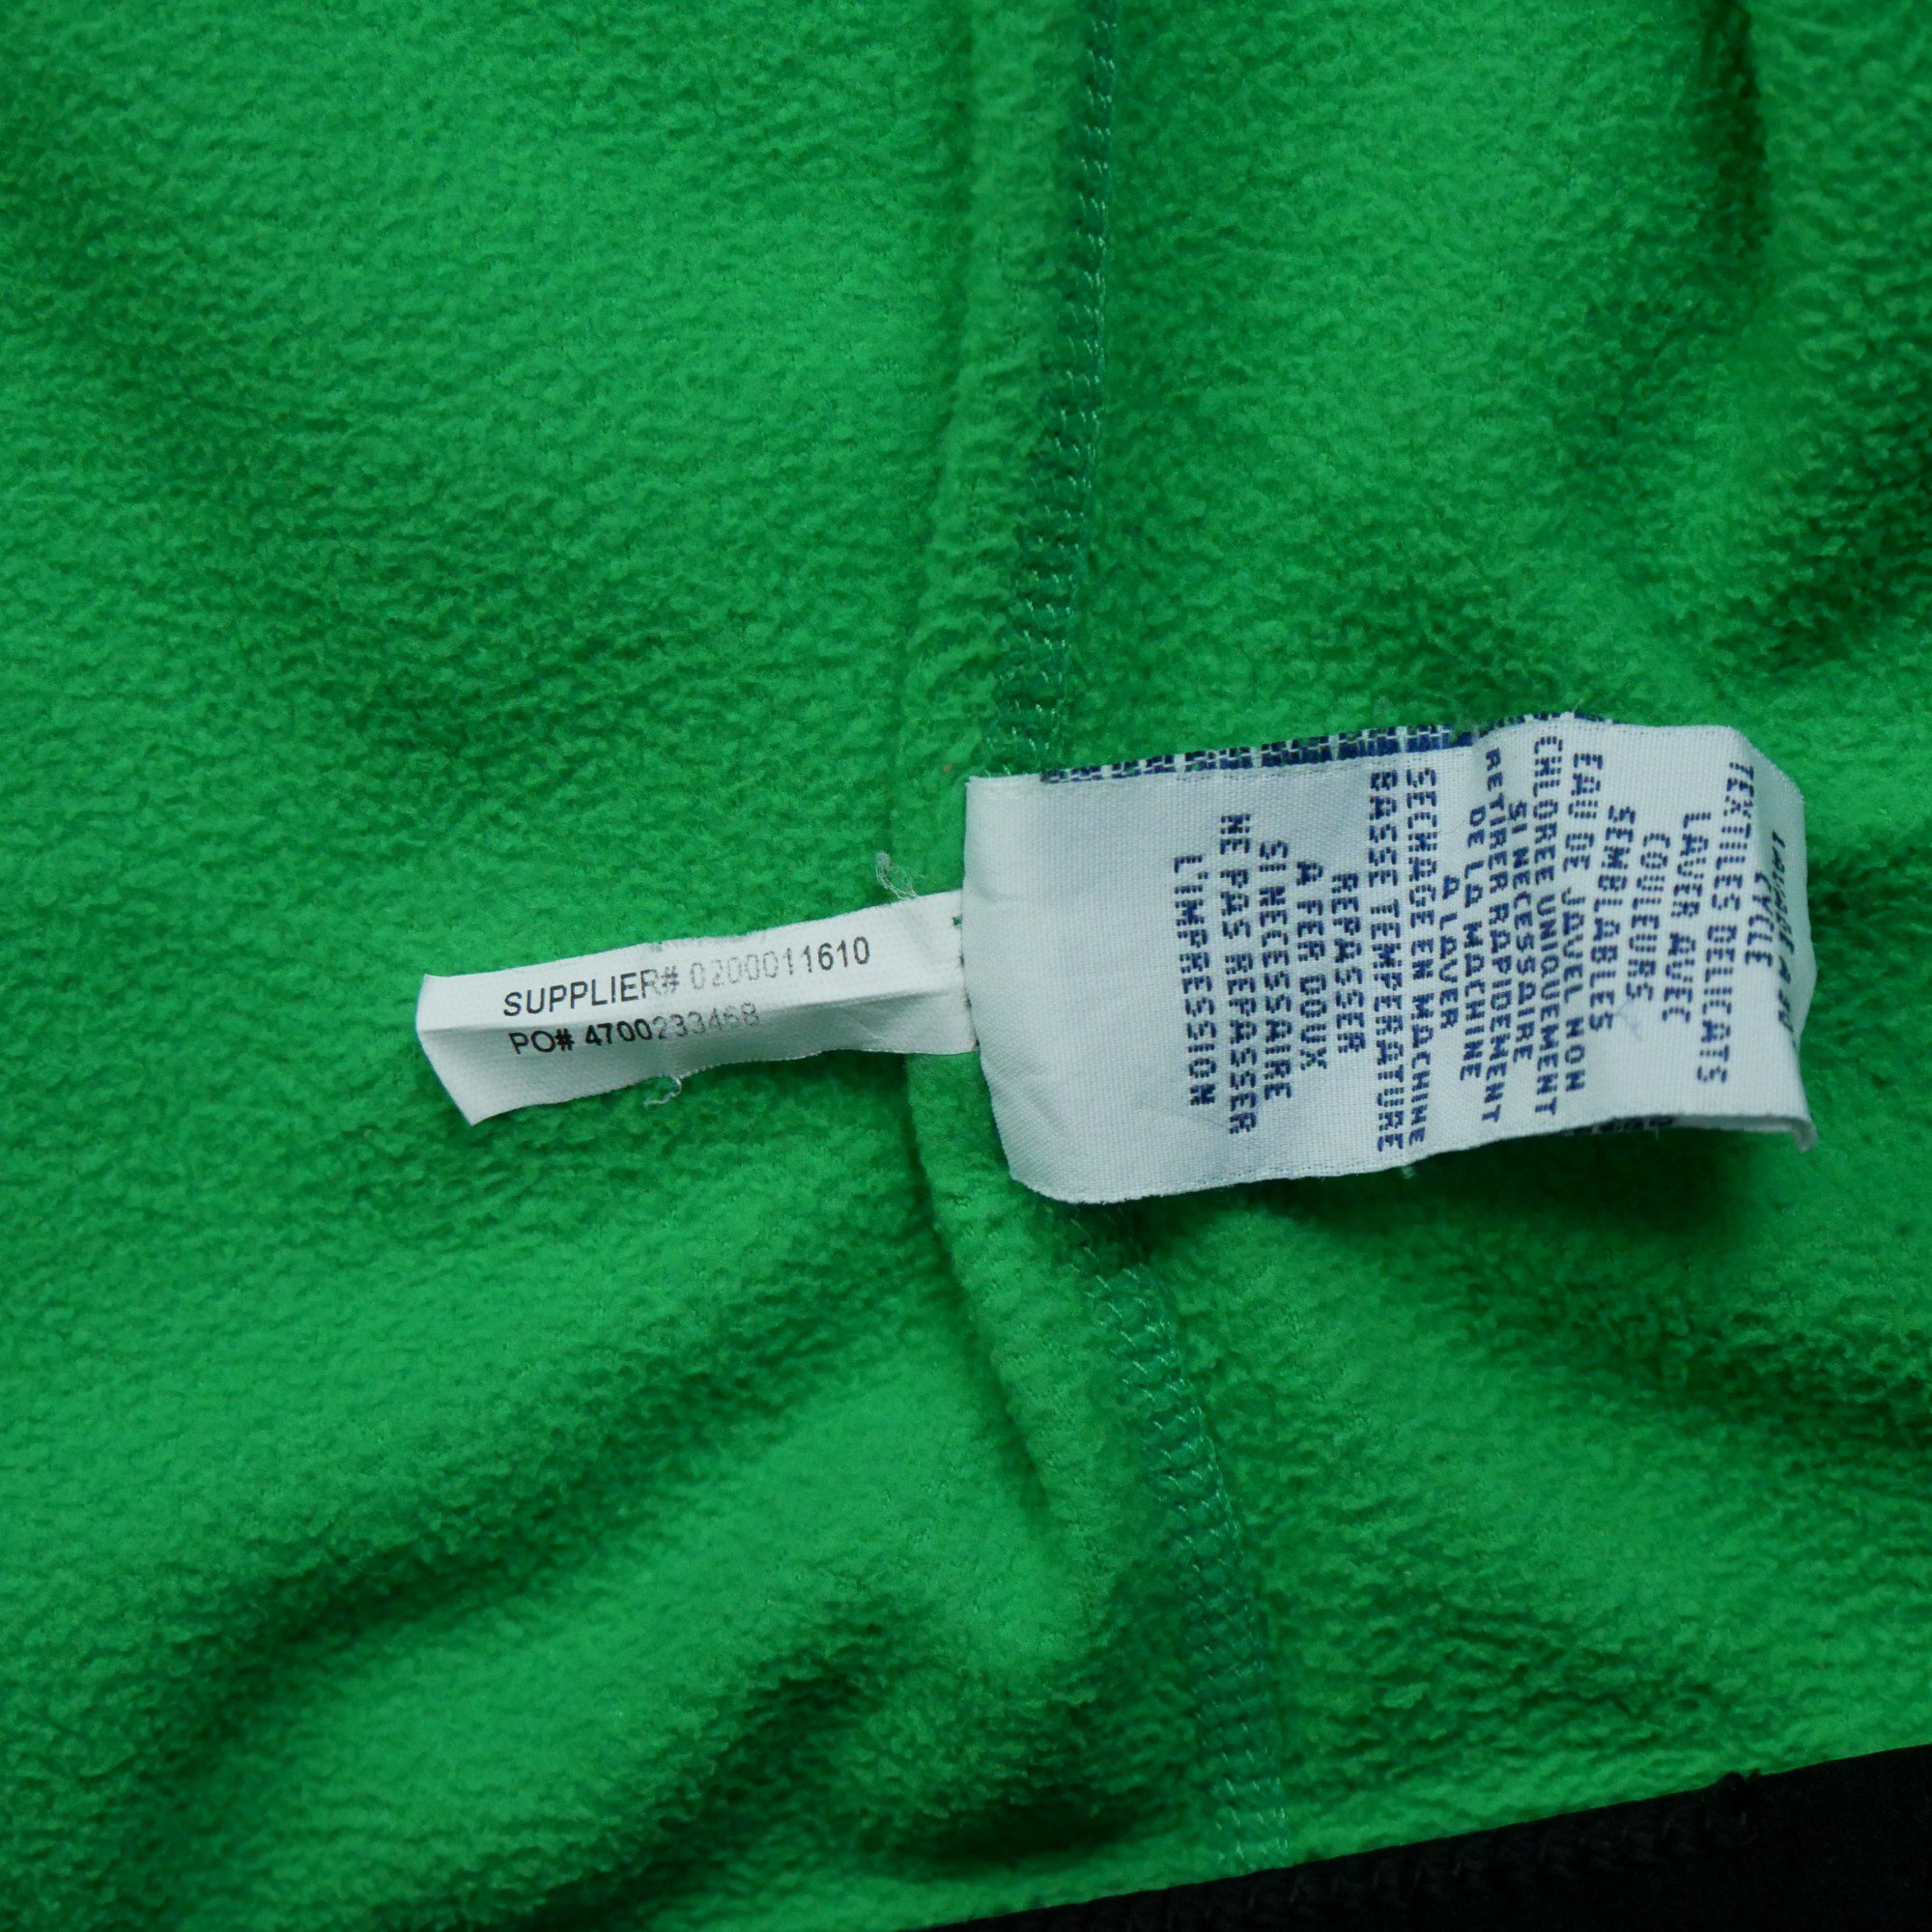 SUPPLIER# 0200011610
PO# 4700233468
LAVAGE A 30
CYCLE
TEXTILES DELICATS
LAVER AVEC
COULEURS
SEMBLABLES
EAU DE JAVEL NON
CHLOREE UNIQUEMENT
SI NECESSAIRE
RETIRER RAPIDEMENT
DE LA MACHINE
A LAVER
SECHAGE EN MACHINE
BASSE TEMPERATURE
REPASSER
A FER DOUX
SI NECESSAIRE
NE PAS REPASSER
L'IMPRESSION